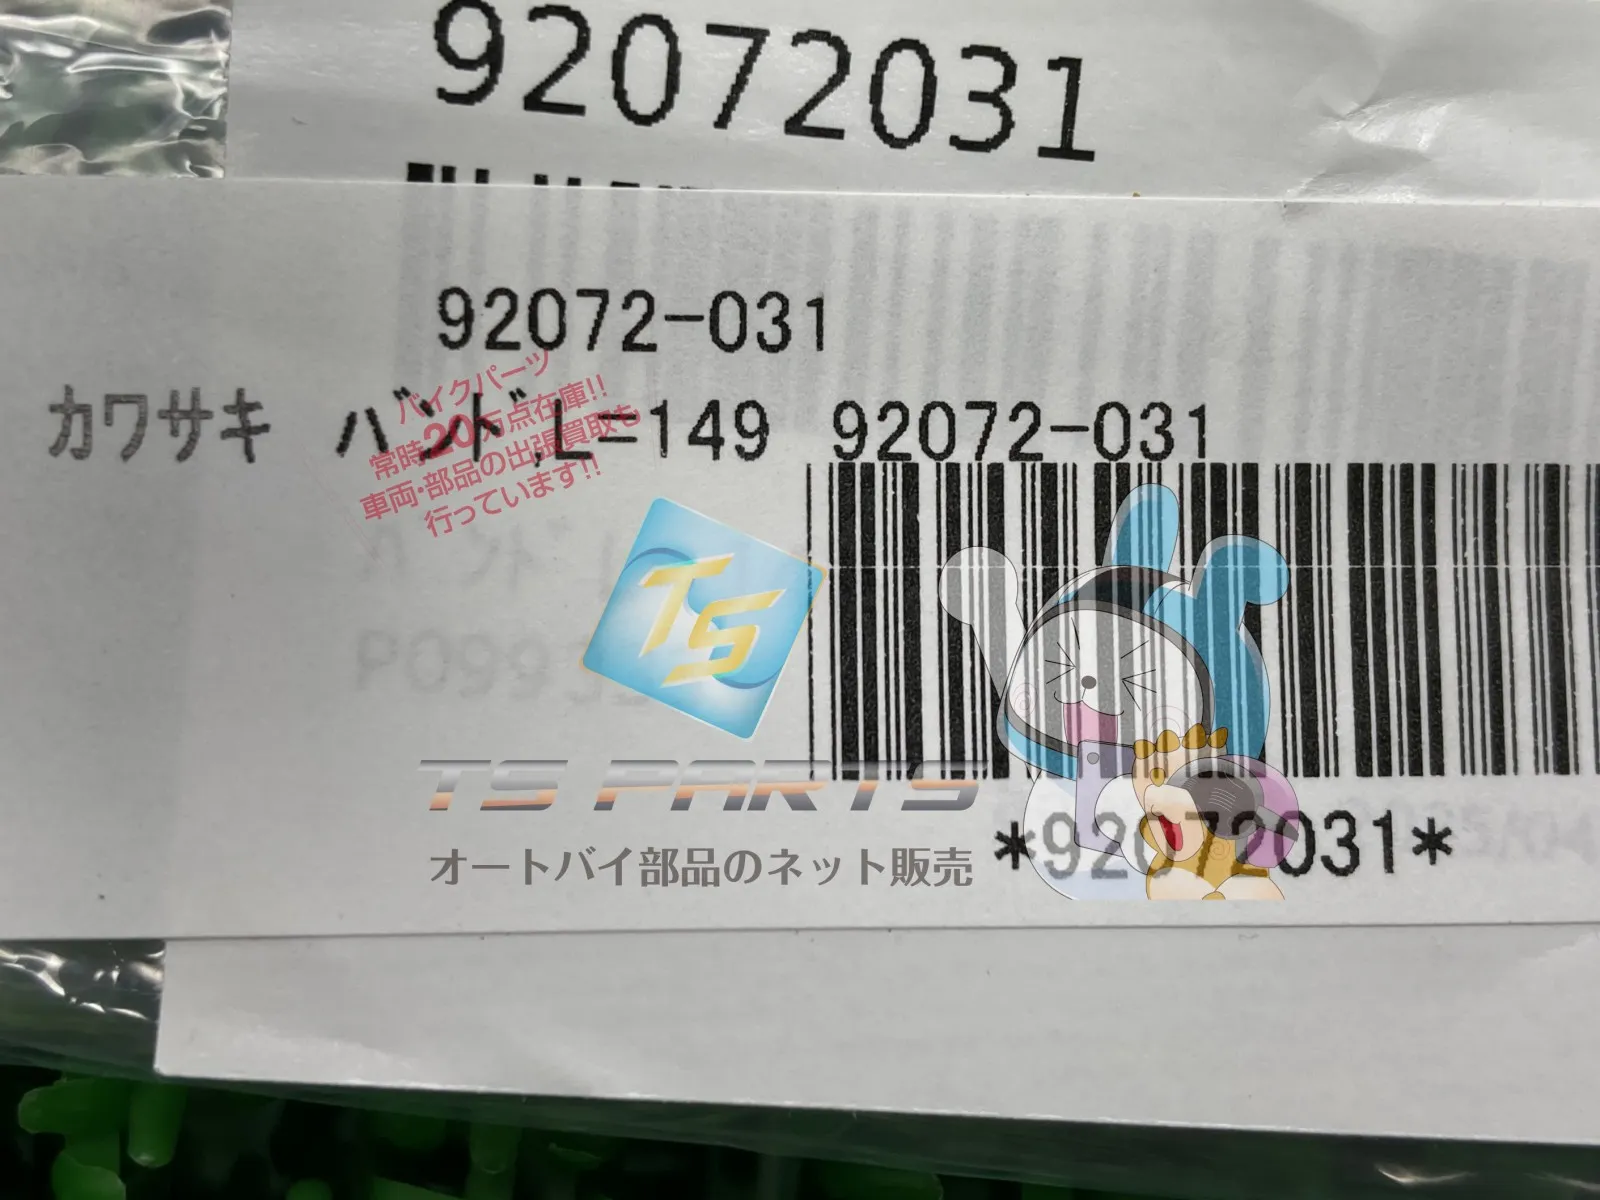 92072031
92072-031
カワサキ バンド,L=149 92072-031
バイクパーツ
常時20万点在庫!!
車両・部品の出張買取も
行っています!!
TS
TS PARTS
オートバイ部品のネット販売
*92072031*